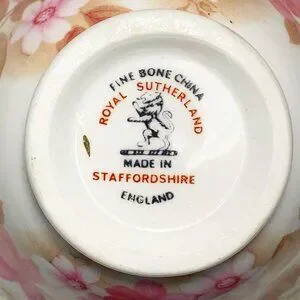 FINE BONE CHINA
ROYAL SUTHERLAND
MADE IN
STAFFORDSHIRE
ENGLAND